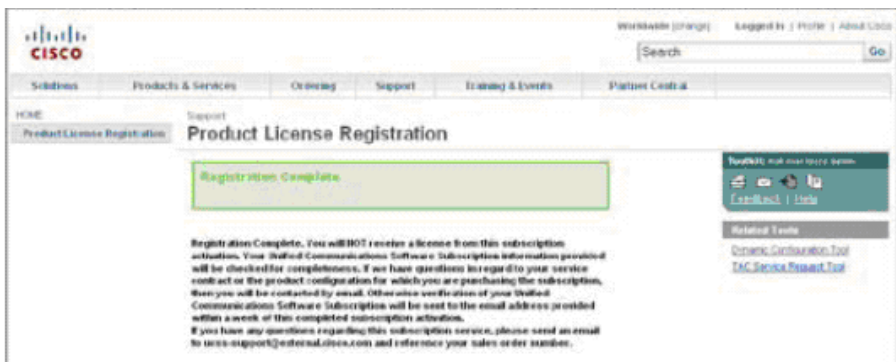 CISCO
Worldwide [change] Logged In | Profile | About Cisco
Search Go
Solutions Products & Services Ordering Support Training & Events Partner Central
HOME
Product License Registration
Support
Product License Registration
Registration Complete
Toolkit: Roll over tools below
Feedback | Help
Related Tools
Dynamic Configuration Tool
TAC Service Request Tool
Registration Complete. You will NOT receive a license from this subscription
activation. Your Unified Communications Software Subscription information provided
will be checked for completeness. If we have questions in regard to your service
contract or the product configuration for which you are purchasing the subscription,
then you will be contacted by email. Otherwise verification of your Unified
Communications Software Subscription will be sent to the email address provided
within a week of this completed subscription activation.
If you have any questions regarding this subscription service, please send an email
to ucss-support@external.cisco.com and reference your sales order number.